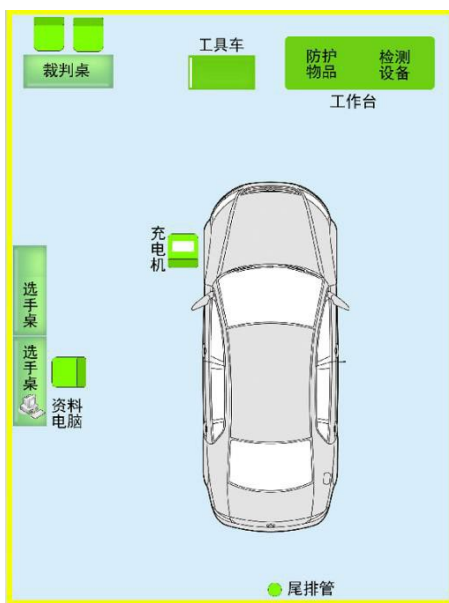 裁判桌
工具车
防护
物品
检测
设备
工作台
充
电
机
选
手
桌
选
手
桌
资料
电脑
尾排管